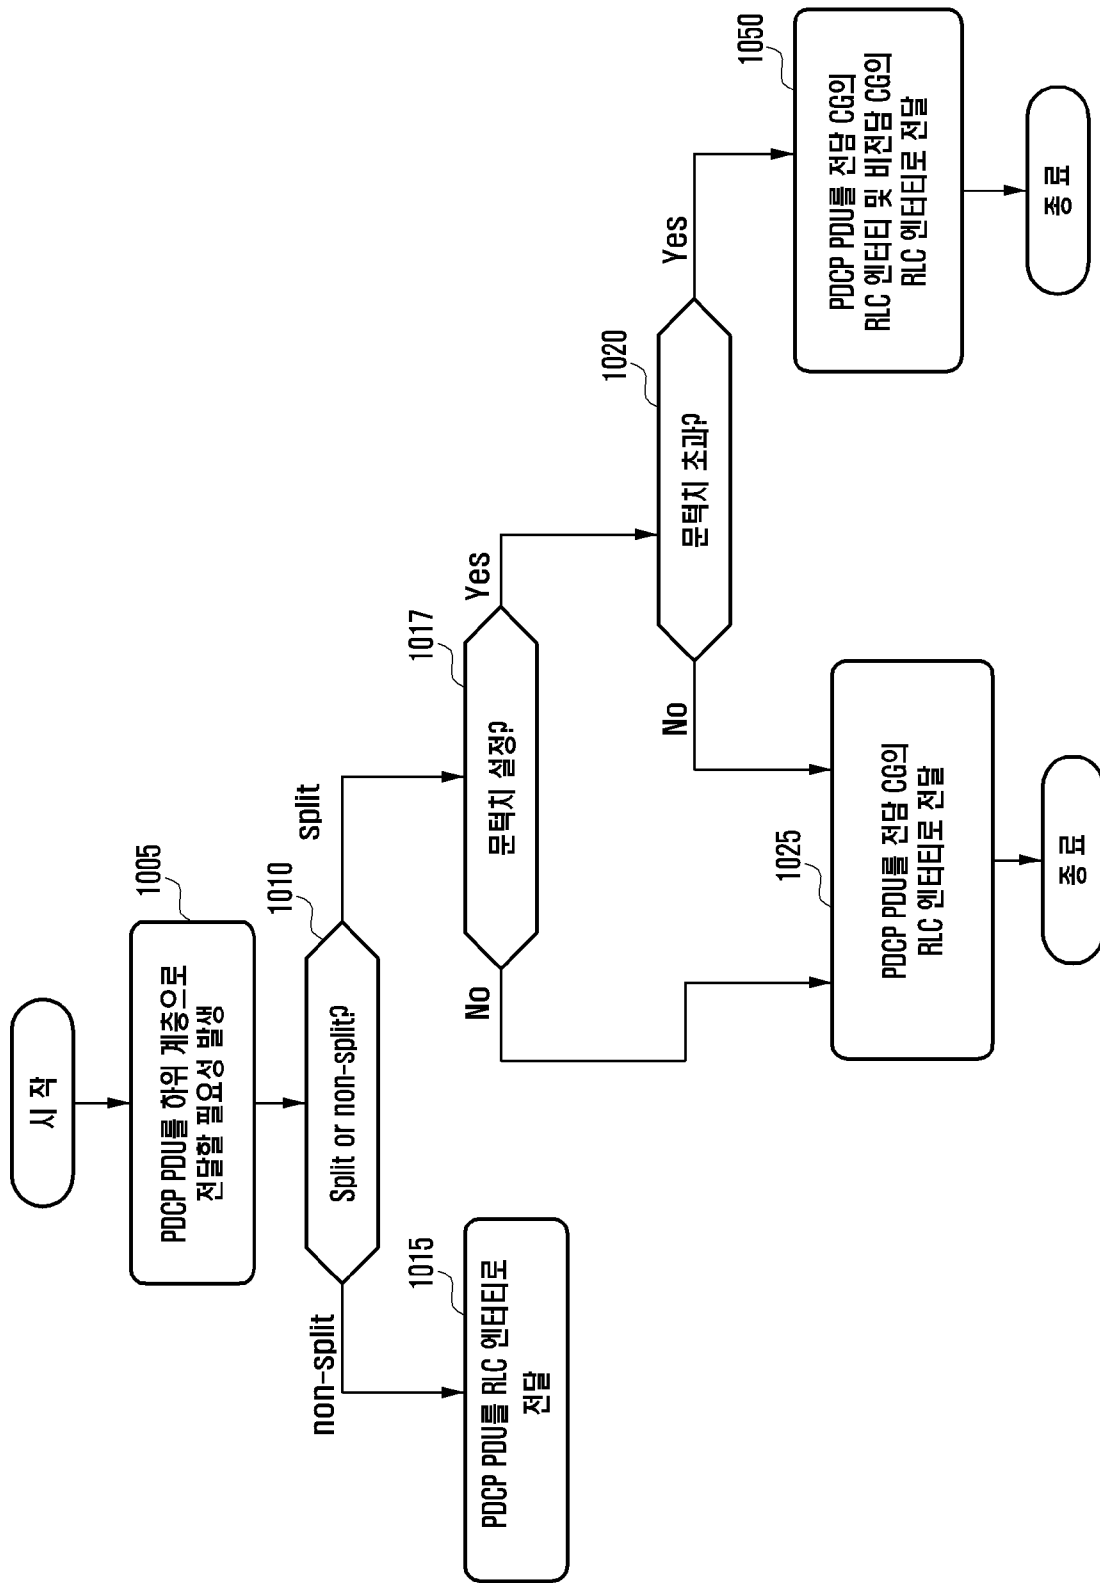 시 작
1005
PDCP PDU를 하위 계층으로
전달할 필요성 발생
1010
Split or non-split?
non-split
split
1015
PDCP PDU를 RLC 엔터티로
전달
1017
문턱치 설정?
No
Yes
1020
문턱치 초과?
No
Yes
1025
PDCP PDU를 전담 CG의
RLC 엔터티로 전달
종 료
1050
PDCP PDU를 전담 CG의
RLC 엔터티 및 비전담 CG의
RLC 엔터티로 전달
종 료